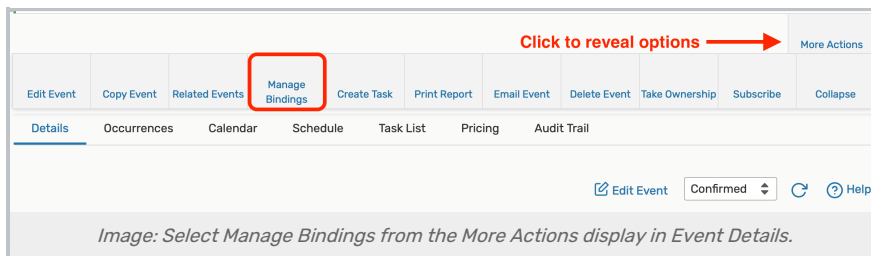 Click to reveal options
More Actions
Edit Event
Copy Event
Related Events
Manage
Bindings
Create Task
Print Report
Email Event
Delete Event
Take Ownership
Subscribe
Collapse
Details
Occurrences
Calendar
Schedule
Task List
Pricing
Audit Trail
Edit Event
Confirmed
Help
Image: Select Manage Bindings from the More Actions display in Event Details.